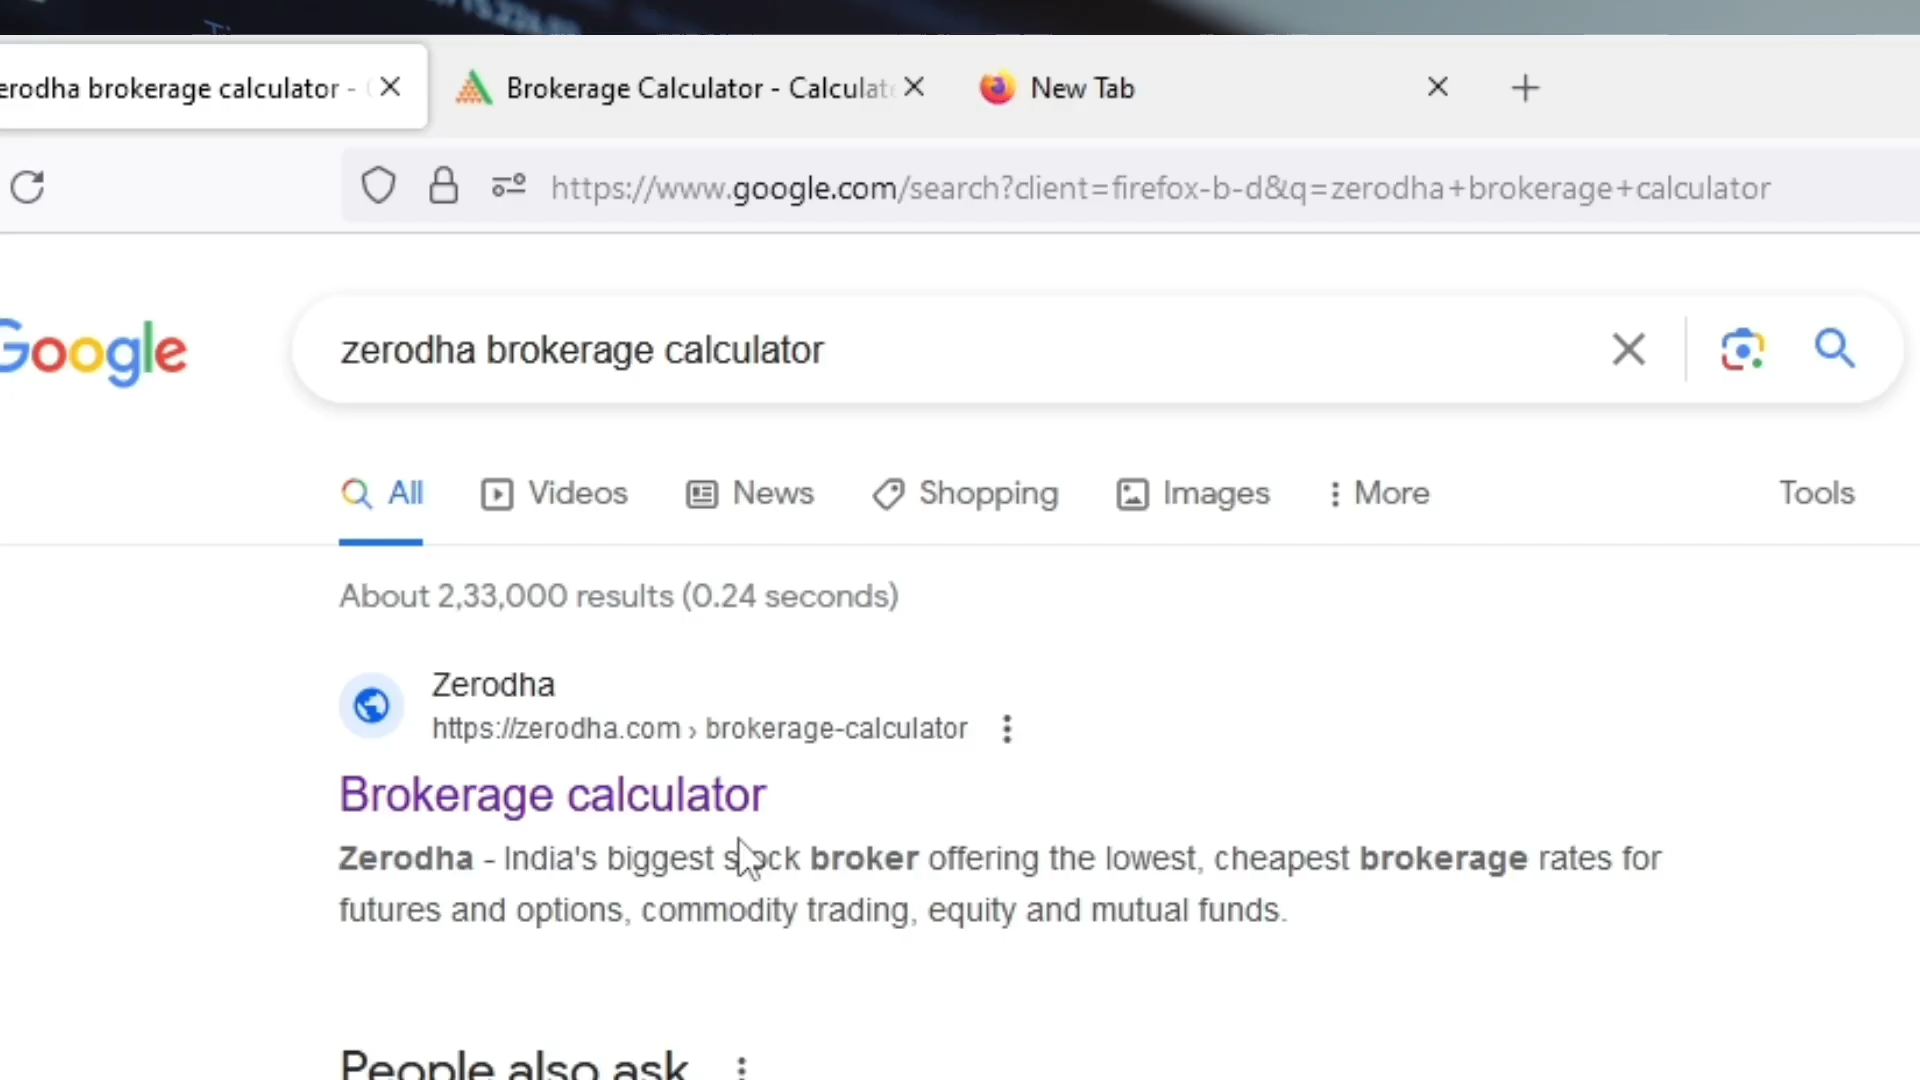 erodha brokerage calculator -
Brokerage Calculator - Calculat
New Tab
https://www.google.com/search?client=firefox-b-d&q=zerodha+brokerage+calculator
Google
zerodha brokerage calculator
All
Videos
News
Shopping
Images
More
Tools
About 2,33,000 results (0.24 seconds)
Zerodha
https://zerodha.com › brokerage-calculator
Brokerage calculator
Zerodha - India's biggest stock broker offering the lowest, cheapest brokerage rates for
futures and options, commodity trading, equity and mutual funds.
People also ask